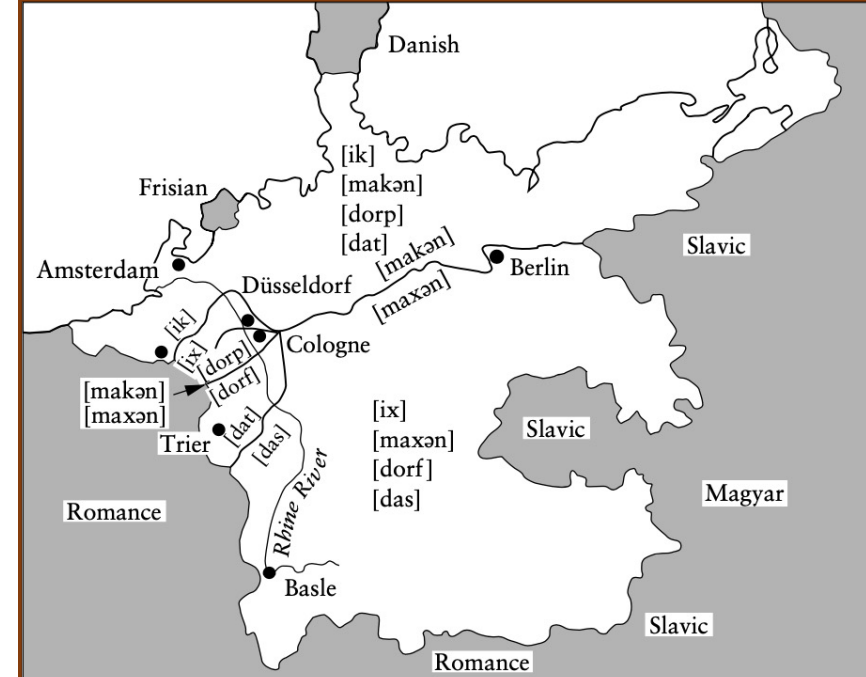 Danish
[ik]
[makən]
[dorp]
[dat]
Frisian
Slavic
[makən]
[maxən]
Amsterdam
Berlin
Düsseldorf
[ik]
[ix]
[dorp]
Cologne
[dorf]
[makən]
[maxən]
[dat]
[das]
Trier
[ix]
[maxən]
[dorf]
[das]
Slavic
Rhine River
Romance
Magyar
Basle
Slavic
Romance